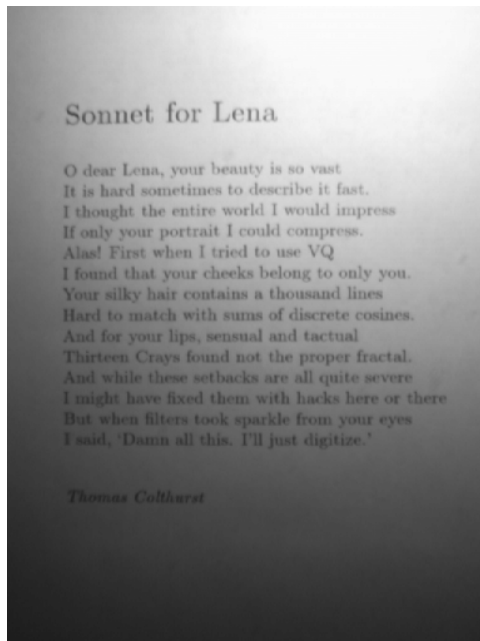 Sonnet for Lena
O dear Lena, your beauty is so vast
It is hard sometimes to describe it fast.
I thought the entire world I would impress
If only your portrait I could compress.
Alas! First when I tried to use VQ
I found that your cheeks belong to only you.
Your silky hair contains a thousand lines
Hard to match with sums of discrete cosines.
And for your lips, sensual and tactual
Thirteen Crays found not the proper fractal.
And while these setbacks are all quite severe
I might have fixed them with hacks here or there
But when filters took sparkle from your eyes
I said, 'Damn all this. I'll just digitize.'
Thomas Colthurst